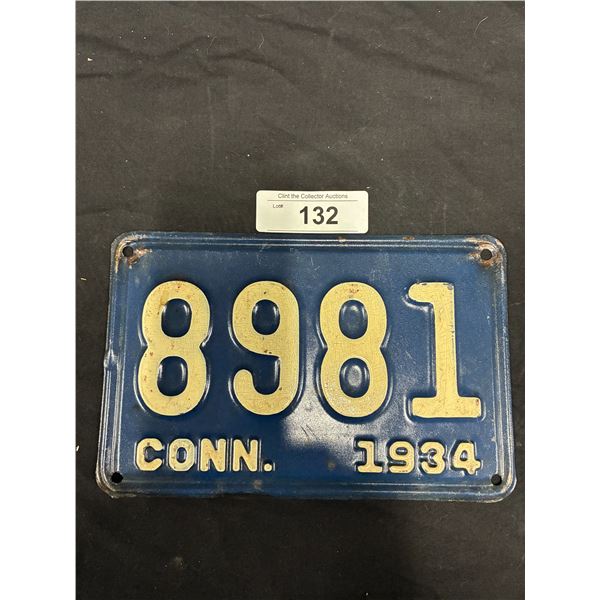 Clint the Collector Auctions
Lot#
132
8981
CONN. 1934